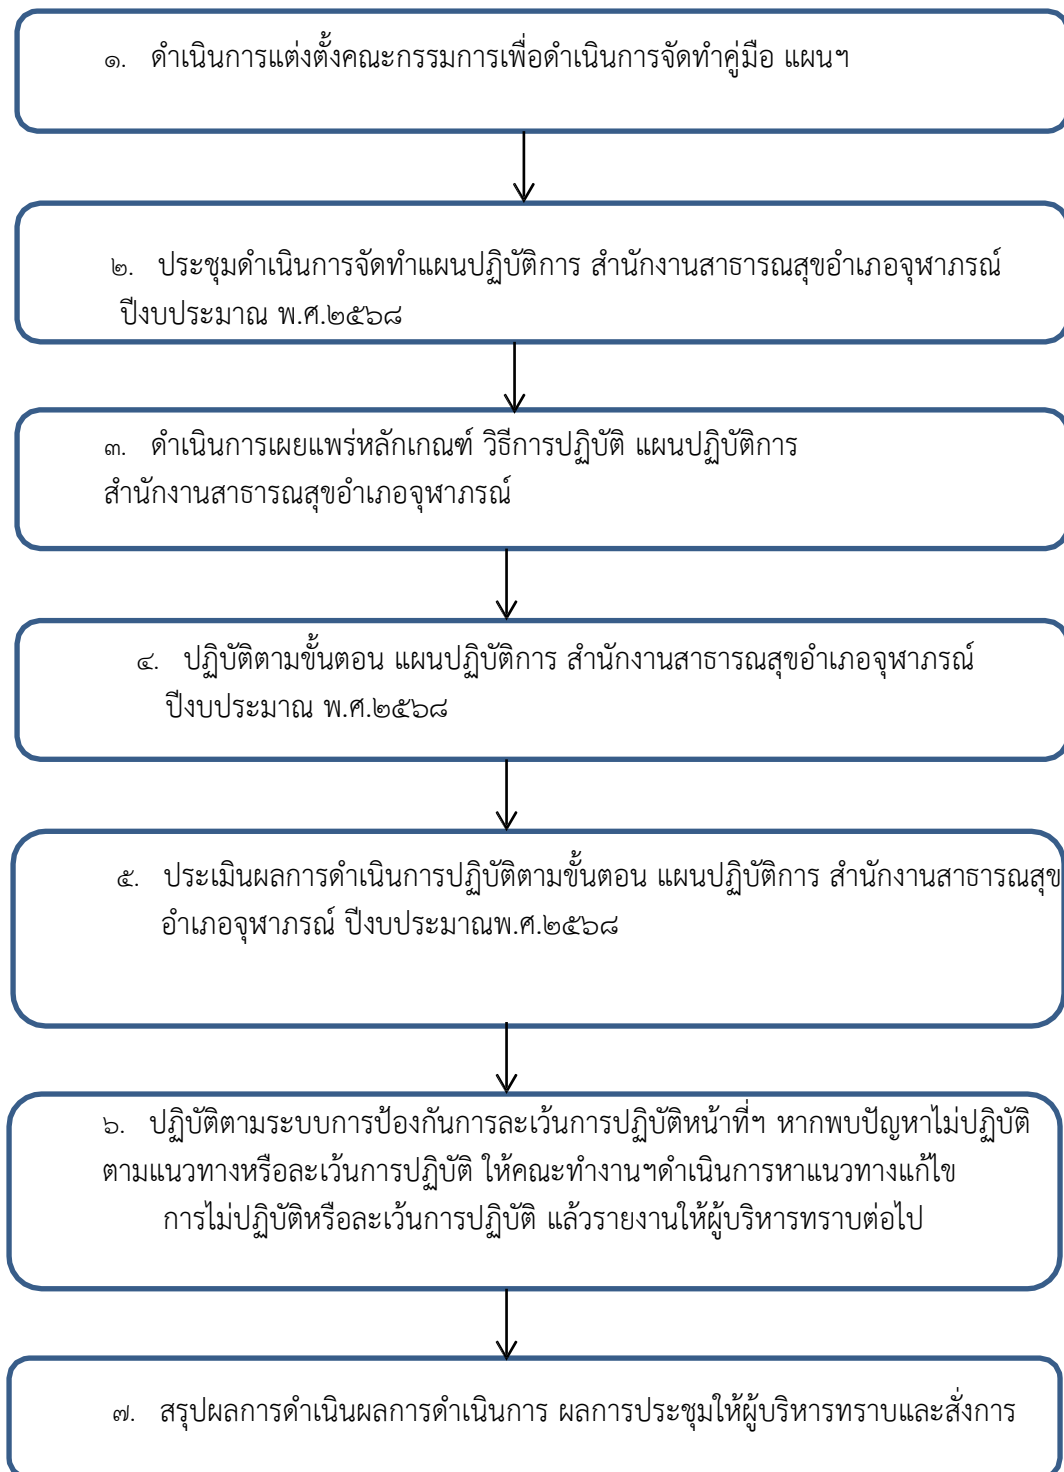 ๑. ดำเนินการแต่งตั้งคณะกรรมการเพื่อดำเนินการจัดทำคู่มือ แผนฯ
๒. ประชุมดำเนินการจัดทำแผนปฏิบัติการ สำนักงานสาธารณสุขอำเภอจุฬาภรณ์
ปีงบประมาณ พ.ศ.๒๕๖๘
๓. ดำเนินการเผยแพร่หลักเกณฑ์ วิธีการปฏิบัติ แผนปฏิบัติการ
สำนักงานสาธารณสุขอำเภอจุฬาภรณ์
๔. ปฏิบัติตามขั้นตอน แผนปฏิบัติการ สำนักงานสาธารณสุขอำเภอจุฬาภรณ์
ปีงบประมาณ พ.ศ.๒๕๖๘
๕. ประเมินผลการดำเนินการปฏิบัติตามขั้นตอน แผนปฏิบัติการ สำนักงานสาธารณสุข
อำเภอจุฬาภรณ์ ปีงบประมาณพ.ศ.๒๕๖๘
๖. ปฏิบัติตามระบบการป้องกันการละเว้นการปฏิบัติหน้าที่ฯ หากพบปัญหาไม่ปฏิบัติ
ตามแนวทางหรือละเว้นการปฏิบัติ ให้คณะทำงานฯดำเนินการหาแนวทางแก้ไข
การไม่ปฏิบัติหรือละเว้นการปฏิบัติ แล้วรายงานให้ผู้บริหารทราบต่อไป
๗. สรุปผลการดำเนินผลการดำเนินการ ผลการประชุมให้ผู้บริหารทราบและสั่งการ